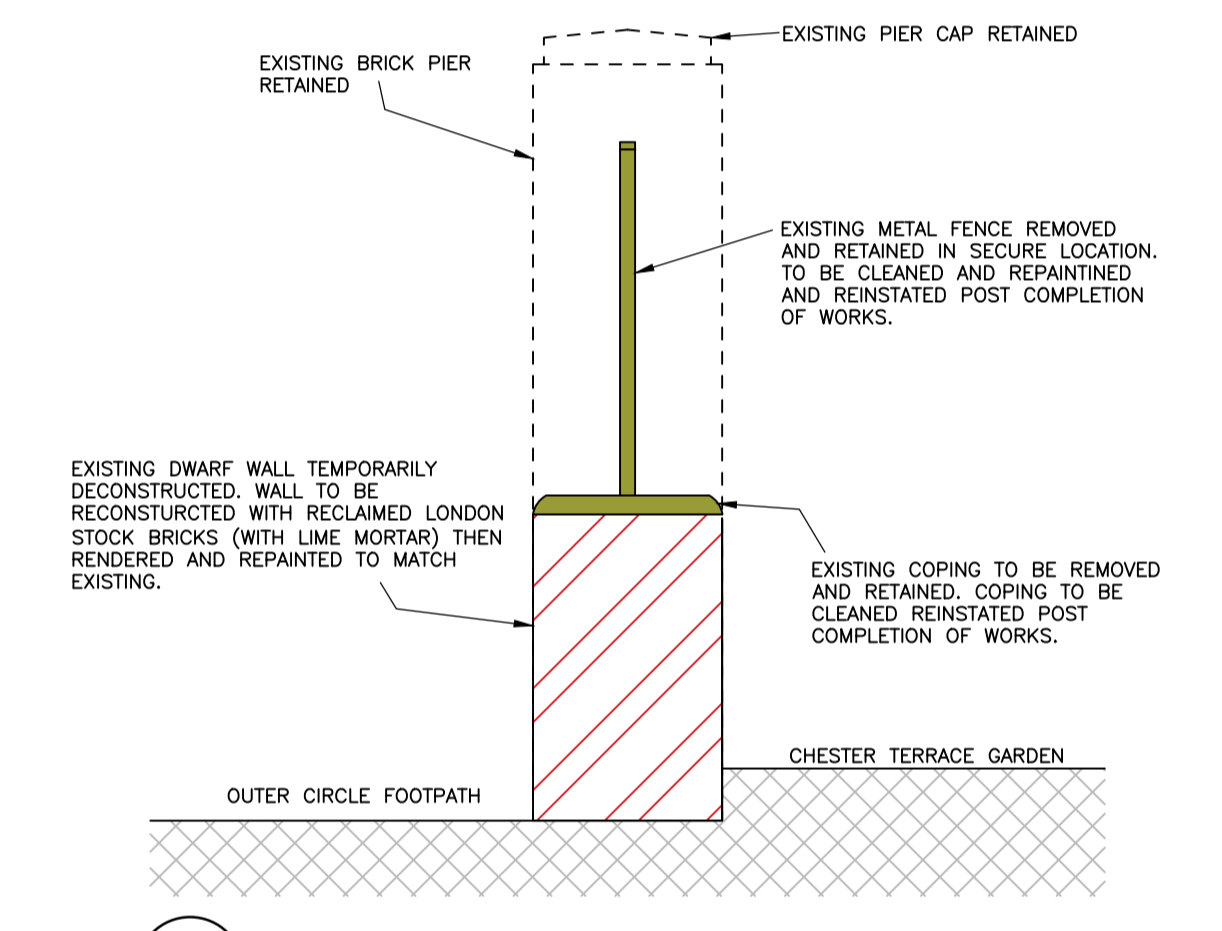 EXISTING PIER CAP RETAINED
EXISTING BRICK PIER
RETAINED
EXISTING METAL FENCE REMOVED
AND RETAINED IN SECURE LOCATION.
TO BE CLEANED AND REPAINTINED
AND REINSTATED POST COMPLETION
OF WORKS.
EXISTING DWARF WALL TEMPORARILY
DECONSTRUCTED. WALL TO BE
RECONSTURCTED WITH RECLAIMED LONDON
STOCK BRICKS (WITH LIME MORTAR) THEN
RENDERED AND REPAINTED TO MATCH
EXISTING.
EXISTING COPING TO BE REMOVED
AND RETAINED. COPING TO BE
CLEANED REINSTATED POST
COMPLETION OF WORKS.
CHESTER TERRACE GARDEN
OUTER CIRCLE FOOTPATH